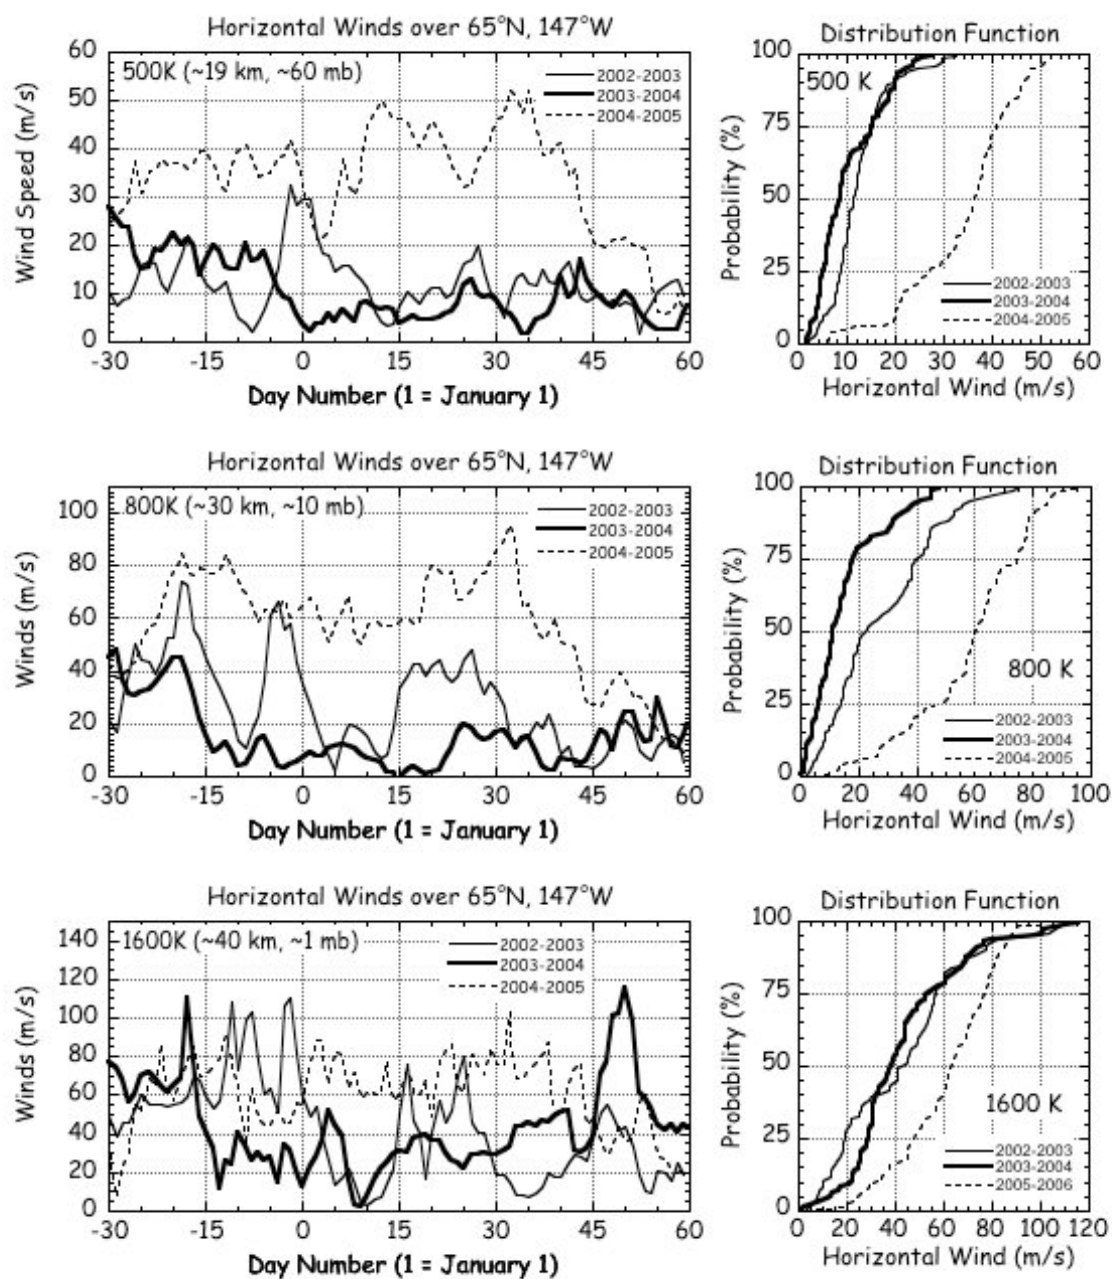 Horizontal Winds over 65°N, 147°W
500K (~19 km, ~60 mb)
2002-2003
2003-2004
2004-2005
Wind Speed (m/s)
60
50
40
30
20
10
0
-30 -15 0 15 30 45 60
Day Number (1 = January 1)
Distribution Function
500 K
2002-2003
2003-2004
2004-2005
Probability (%)
100
75
50
25
0
0 10 20 30 40 50 60
Horizontal Wind (m/s)
Horizontal Winds over 65°N, 147°W
800K (~30 km, ~10 mb)
2002-2003
2003-2004
2004-2005
Winds (m/s)
100
80
60
40
20
0
-30 -15 0 15 30 45 60
Day Number (1 = January 1)
Distribution Function
800 K
2002-2003
2003-2004
2004-2005
Probability (%)
100
75
50
25
0
0 20 40 60 80 100
Horizontal Wind (m/s)
Horizontal Winds over 65°N, 147°W
1600K (~40 km, ~1 mb)
2002-2003
2003-2004
2004-2005
Winds (m/s)
140
120
100
80
60
40
20
0
-30 -15 0 15 30 45 60
Day Number (1 = January 1)
Distribution Function
1600 K
2002-2003
2003-2004
2005-2006
Probability (%)
100
75
50
25
0
0 20 40 60 80 100 120
Horizontal Wind (m/s)